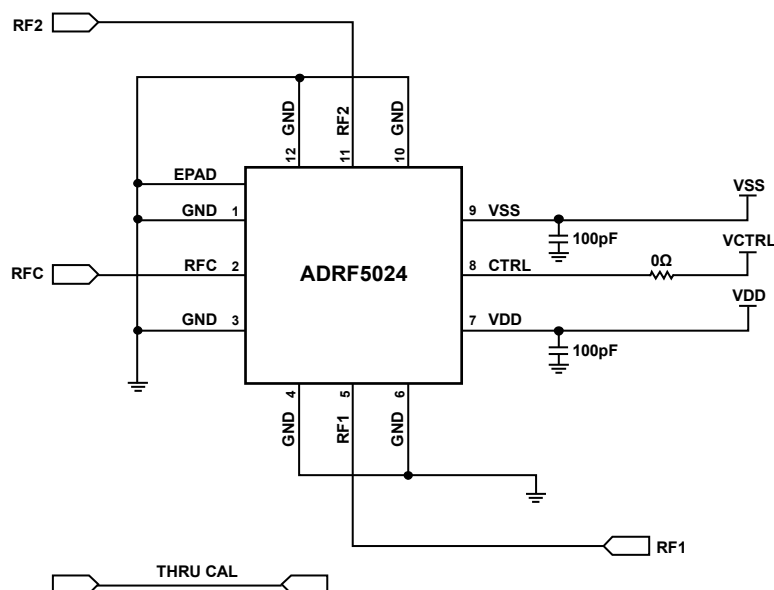 RF2
GND
RF2
GND
12
11
10
EPAD
GND 1
9 VSS
VSS
100pF
VCTRL
RFC
RFC 2
ADRF5024
8 CTRL
0Ω
VDD
GND 3
7 VDD
100pF
4
5
6
GND
RF1
GND
RF1
THRU CAL